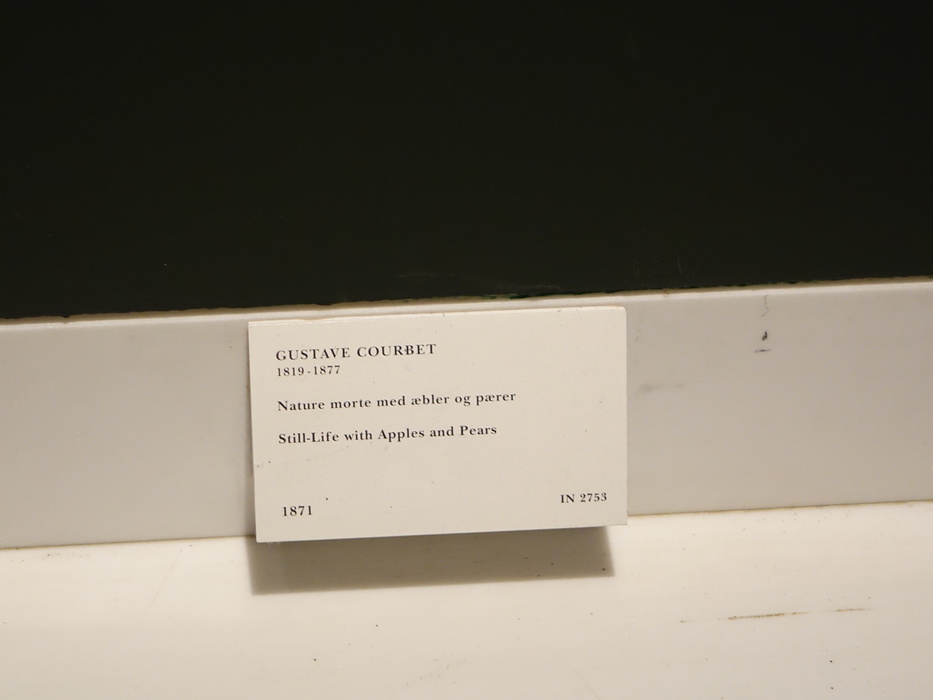 GUSTAVE COURBET
1819-1877
Nature morte med æbler og pærer
Still-Life with Apples and Pears
1871
IN 2753